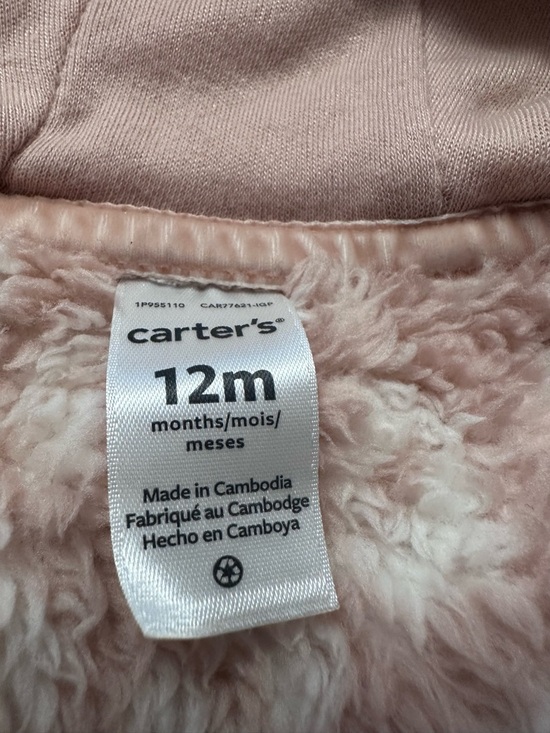 1P955110 CAR77621-IGP
carter's®
12m
months/mois/
meses
Made in Cambodia
Fabriqué au Cambodge
Hecho en Camboya